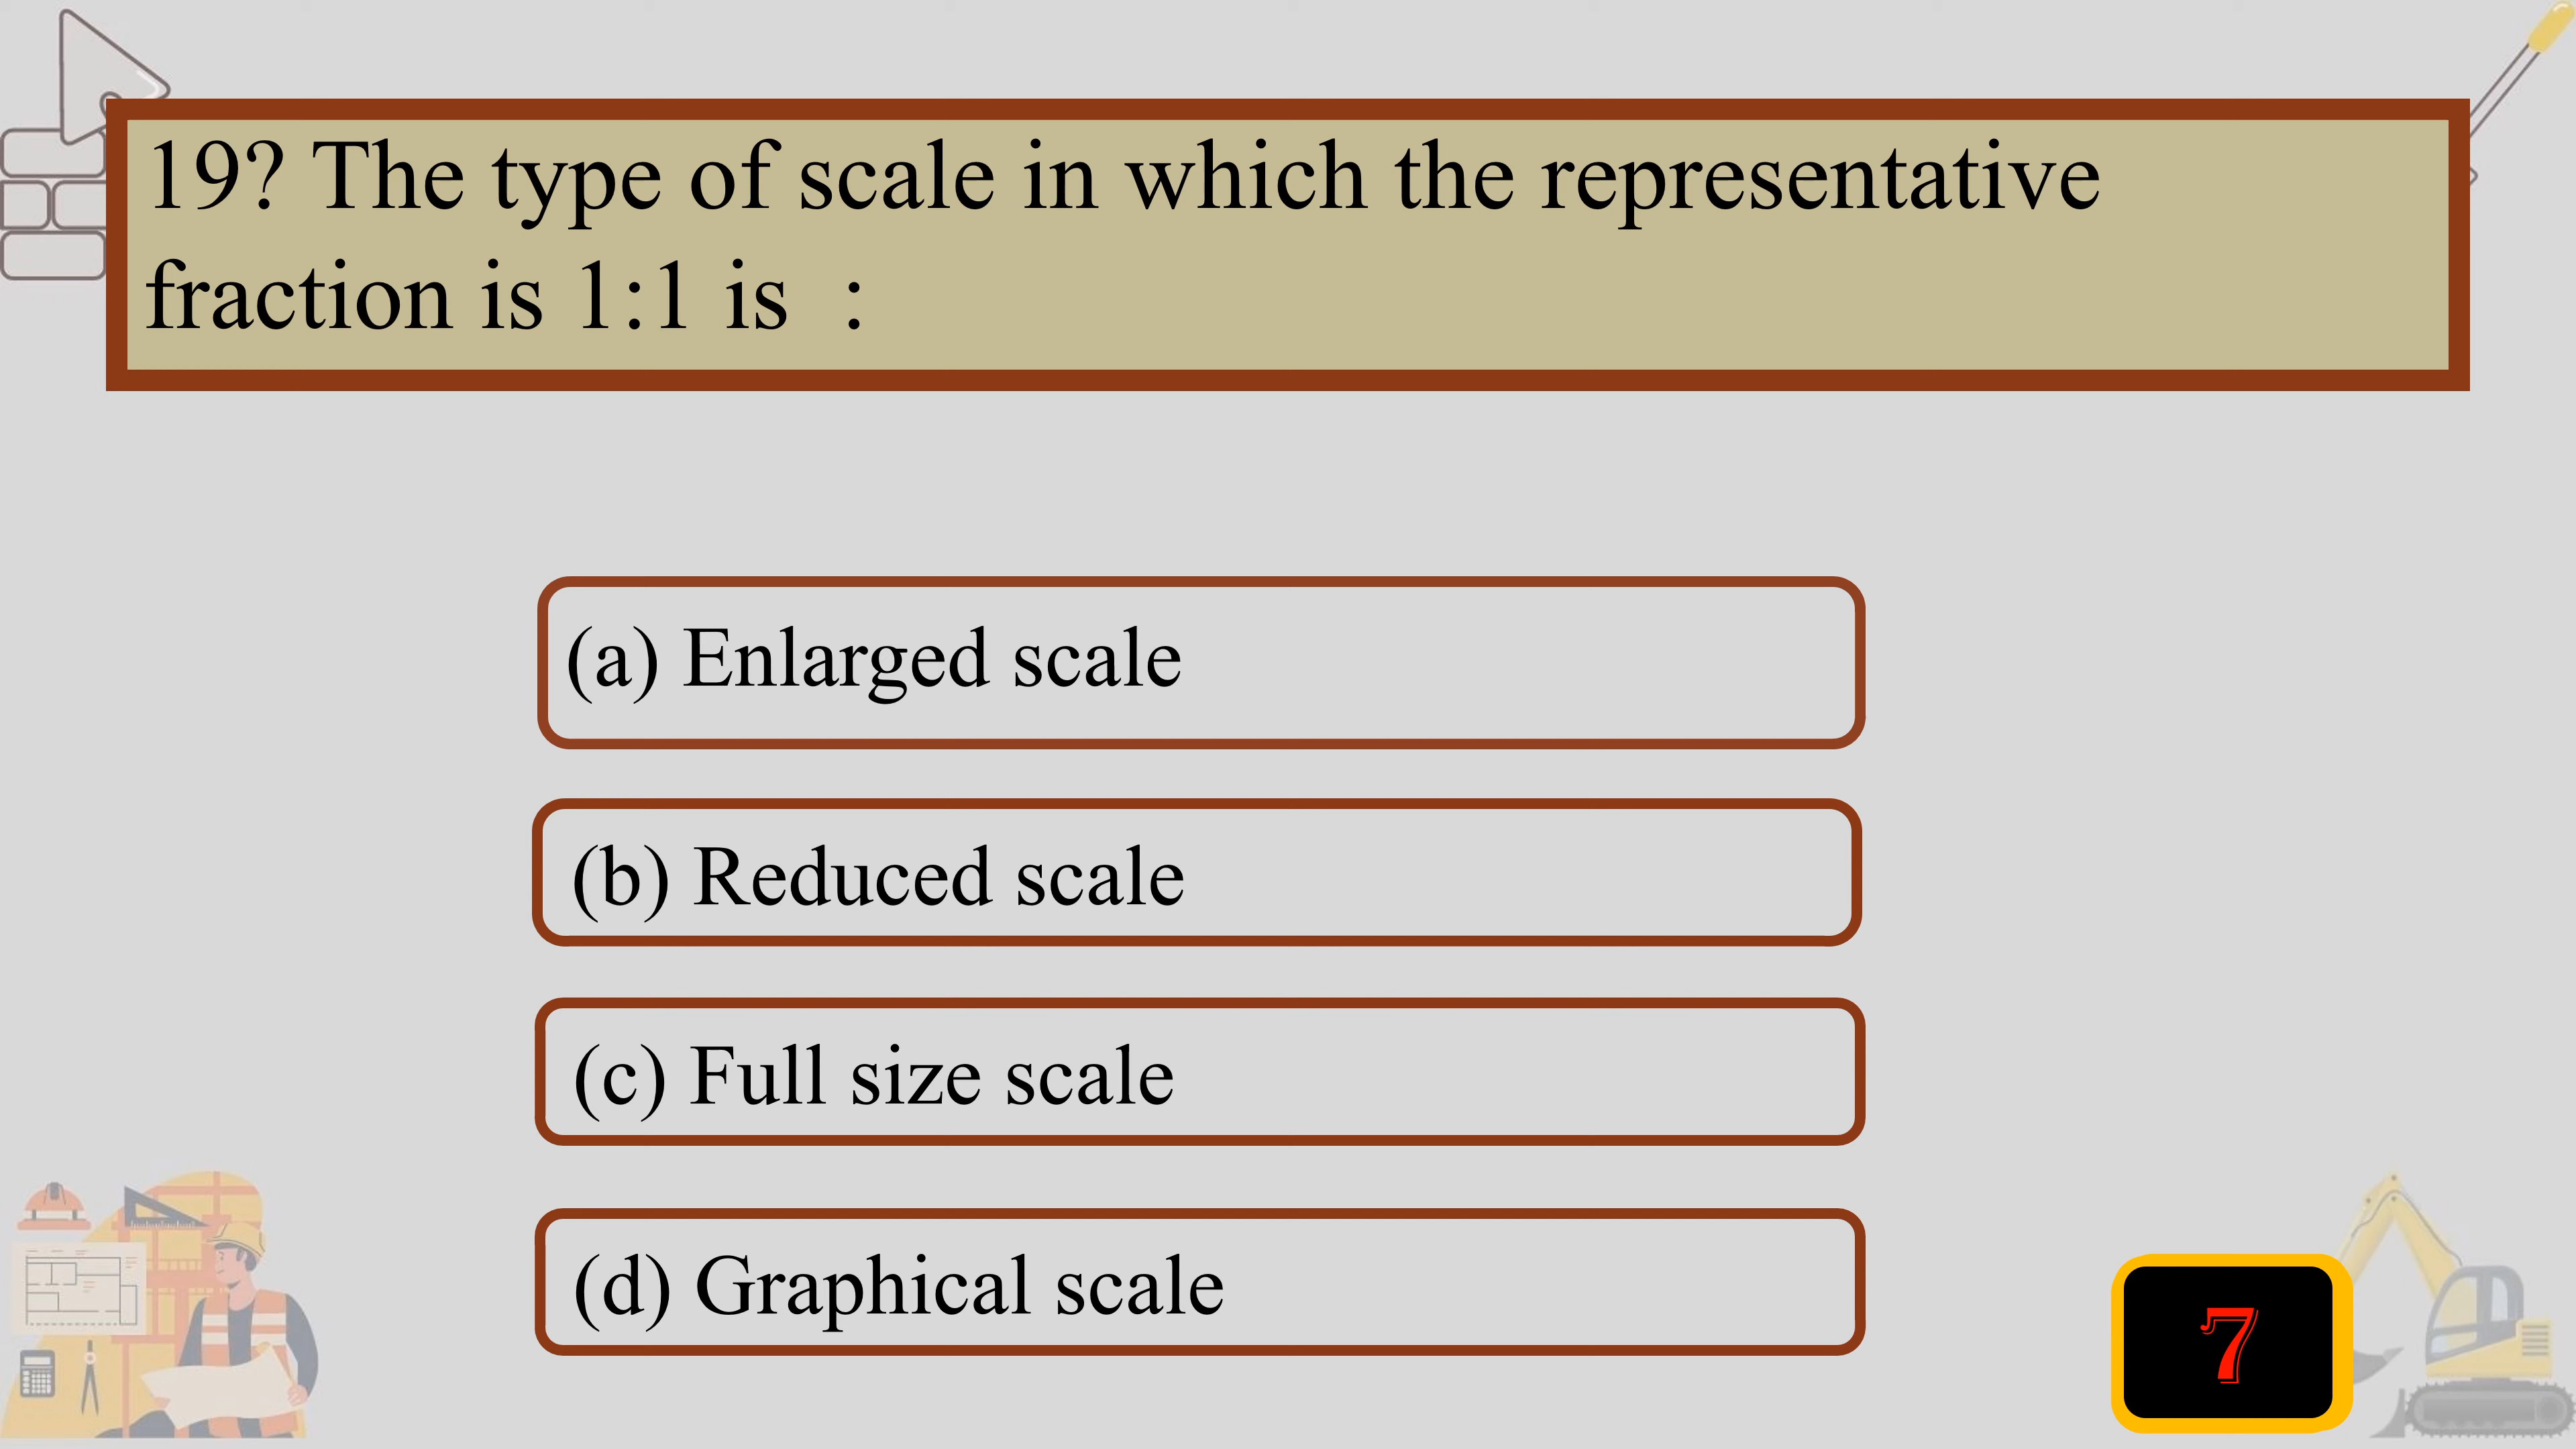 19? The type of scale in which the representative
fraction is 1:1 is  :
(a) Enlarged scale
(b) Reduced scale
(c) Full size scale
(d) Graphical scale
7